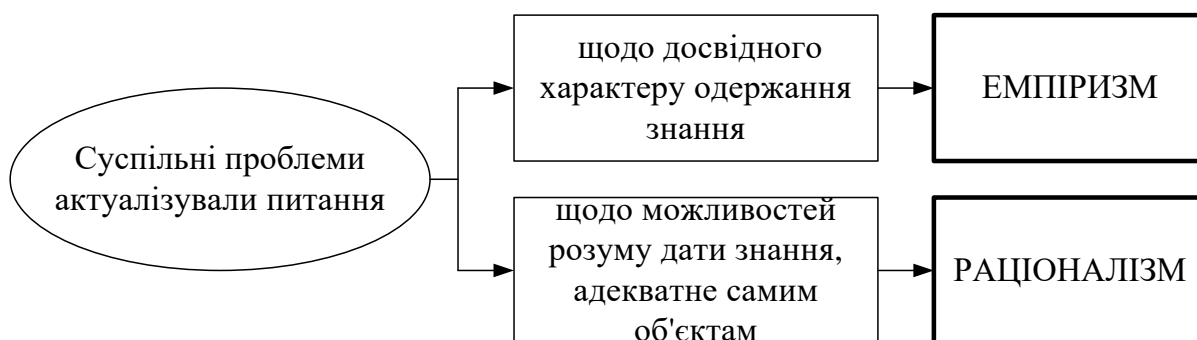 Суспільні проблеми
актуалізували питання
щодо досвідного
характеру одержання
знання
ЕМПІРИЗМ
щодо можливостей
розуму дати знання,
адекватне самим
об'єктам
РАЦІОНАЛІЗМ